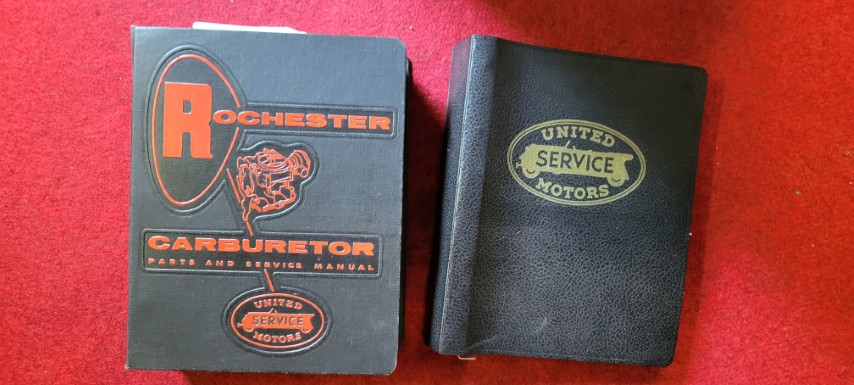 ROCHESTER
CARBURETOR
PARTS AND SERVICE MANUAL
UNITED
SERVICE
MOTORS
UNITED
SERVICE
MOTORS